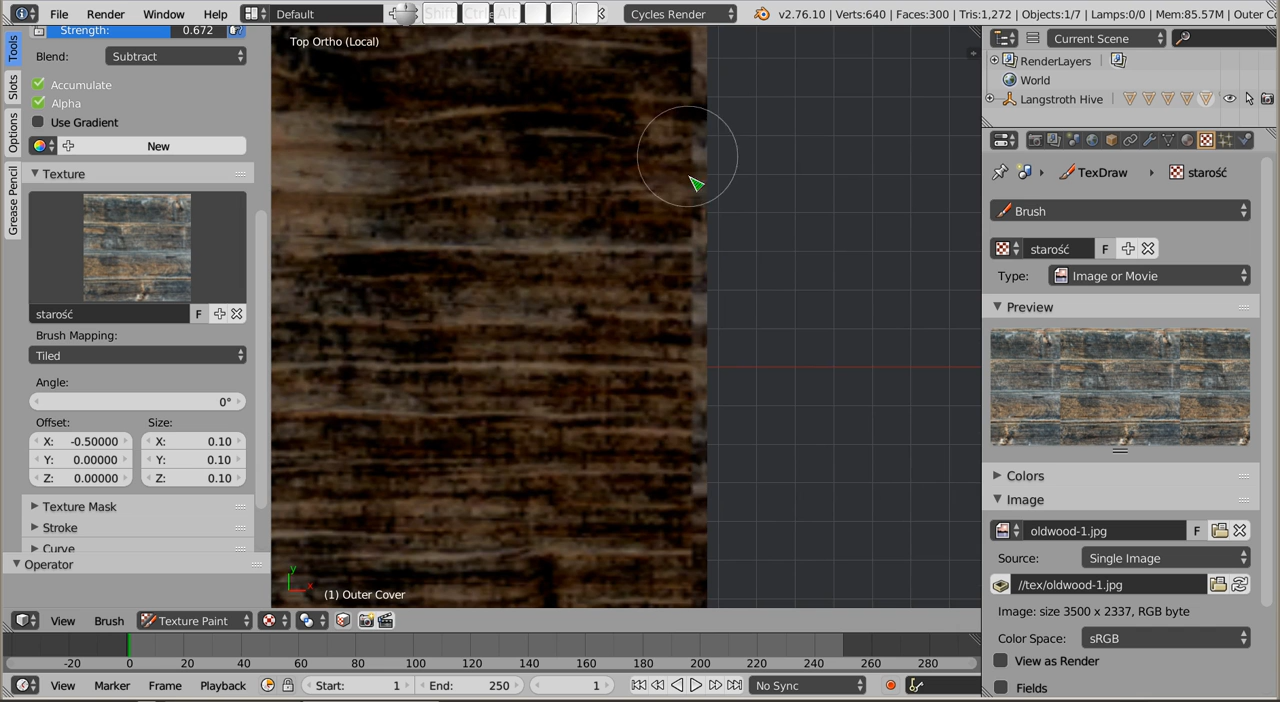 File Render Window Help Default Shift Ctrl Alt Cycles Render v2.76.10 | Verts:640 | Faces:300 | Tris:1,272 | Objects:1/7 | Lamps:0/0 | Mem:85.57M | Outer C
Tools
Slots
Options
Grease Pencil
Strength: 0.672
Blend: Subtract
Accumulate
Alpha
Use Gradient
New
Texture
starość F
Brush Mapping:
Tiled
Angle:
0°
Offset: Size:
X: -0.50000 X: 0.10
Y: 0.00000 Y: 0.10
Z: 0.00000 Z: 0.10
Texture Mask
Stroke
Curve
Operator
Top Ortho (Local)
y
x
(1) Outer Cover
View Brush Texture Paint
-20 0 20 40 60 80 100 120 140 160 180 200 220 240 260 280
View Marker Frame Playback Start: 1 End: 250 1 No Sync
Current Scene
RenderLayers
World
Langstroth Hive
TexDraw starość
Brush
starość F
Type: Image or Movie
Preview
Colors
Image
oldwood-1.jpg F
Source: Single Image
//tex/oldwood-1.jpg
Image: size 3500 x 2337, RGB byte
Color Space: sRGB
View as Render
Fields